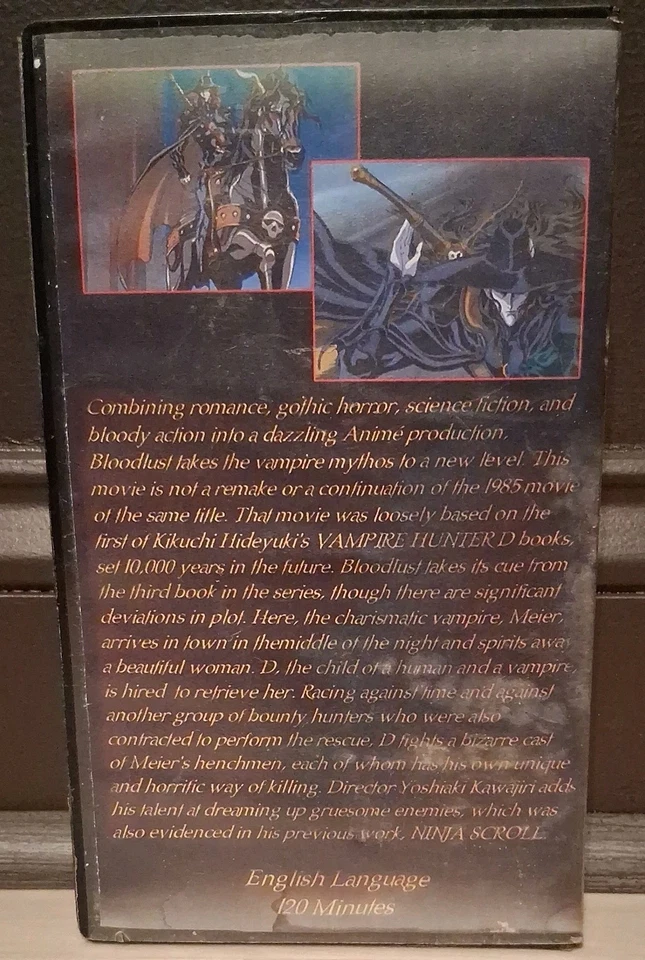 Combining romance, gothic horror, science fiction, and
bloody action into a dazzling Animé production,
Bloodlust takes the vampire mythos to a new level. This
movie is not a remake or a continuation of the 1985 movie
of the same title. That movie was loosely based on the
first of Kikuchi Hideyuki's VAMPIRE HUNTER D books,
set 10,000 years in the future. Bloodlust takes its cue from
the third book in the series, though there are significant
deviations in plot. Here, the charismatic vampire, Meier,
arrives in town in themiddle of the night and spirits away
a beautiful woman. D, the child of a human and a vampire,
is hired to retrieve her. Racing against time and against
another group of bounty hunters who were also
contracted to perform the rescue, D fights a bizarre cast
of Meier's henchmen, each of whom has his own unique
and horrific way of killing. Director Yoshiaki Kawajiri adds
his talent at dreaming up gruesome enemies, which was
also evidenced in his previous work, NINJA SCROLL.
English Language
120 Minutes